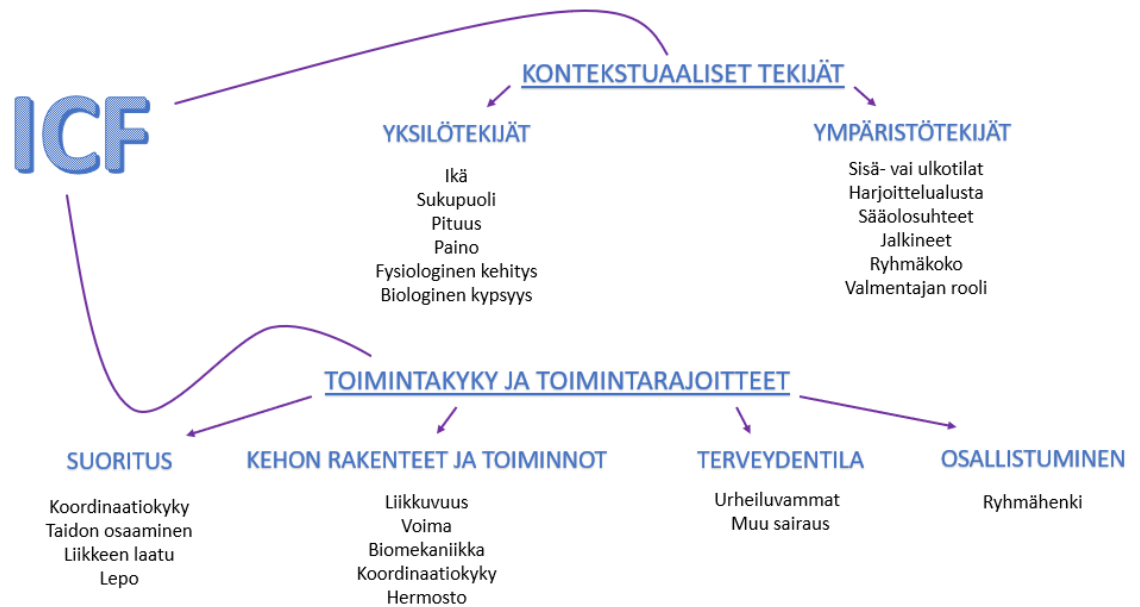 ICF
KONTEKSTUAALISET TEKIJÄT
YKSILÖTEKIJÄT
Ikä
Sukupuoli
Pituus
Paino
Fysiologinen kehitys
Biologinen kypsyys
YMPÄRISTÖTEKIJÄT
Sisä- vai ulkotilat
Harjoittelualusta
Sääolosuhteet
Jalkineet
Ryhmäkoko
Valmentajan rooli
TOIMINTAKYKY JA TOIMINTARAJOITTEET
SUORITUS
Koordinaatiokyky
Taidon osaaminen
Liikkeen laatu
Lepo
KEHON RAKENTEET JA TOIMINNOT
Liikkuvuus
Voima
Biomekaniikka
Koordinaatiokyky
Hermosto
TERVEYDENTILA
Urheiluvammat
Muu sairaus
OSALLISTUMINEN
Ryhmähenki